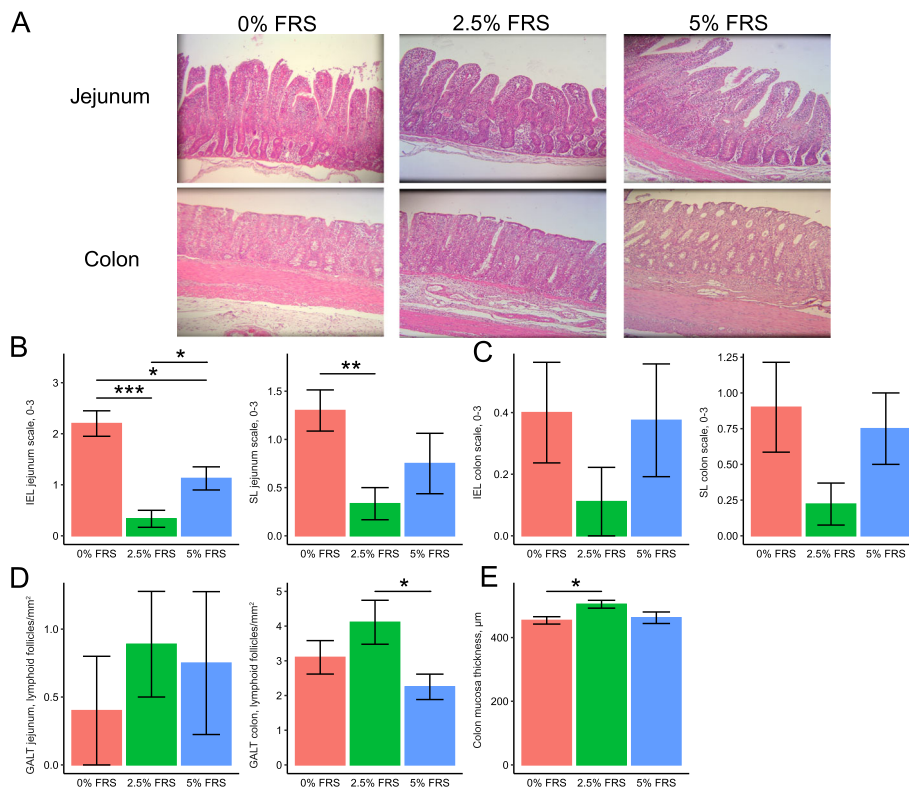 A
0% FRS
2.5% FRS
5% FRS
Jejunum
Colon
B
IEL jejunum scale, 0-3
3
2
1
0
***
*
*
0% FRS 2.5% FRS 5% FRS
SL jejunum scale, 0-3
1.5
1.0
0.5
0.0
**
0% FRS 2.5% FRS 5% FRS
C
IEL colon scale, 0-3
0.4
0.2
0.0
0% FRS 2.5% FRS 5% FRS
SL colon scale, 0-3
1.25
1.00
0.75
0.50
0.25
0.00
0% FRS 2.5% FRS 5% FRS
D
GALT jejunum, lymphoid follicles/mm²
1.0
0.5
0.0
0% FRS 2.5% FRS 5% FRS
GALT colon, lymphoid follicles/mm²
5
4
3
2
1
0
*
0% FRS 2.5% FRS 5% FRS
E
Colon mucosa thickness, µm
400
200
0
*
0% FRS 2.5% FRS 5% FRS